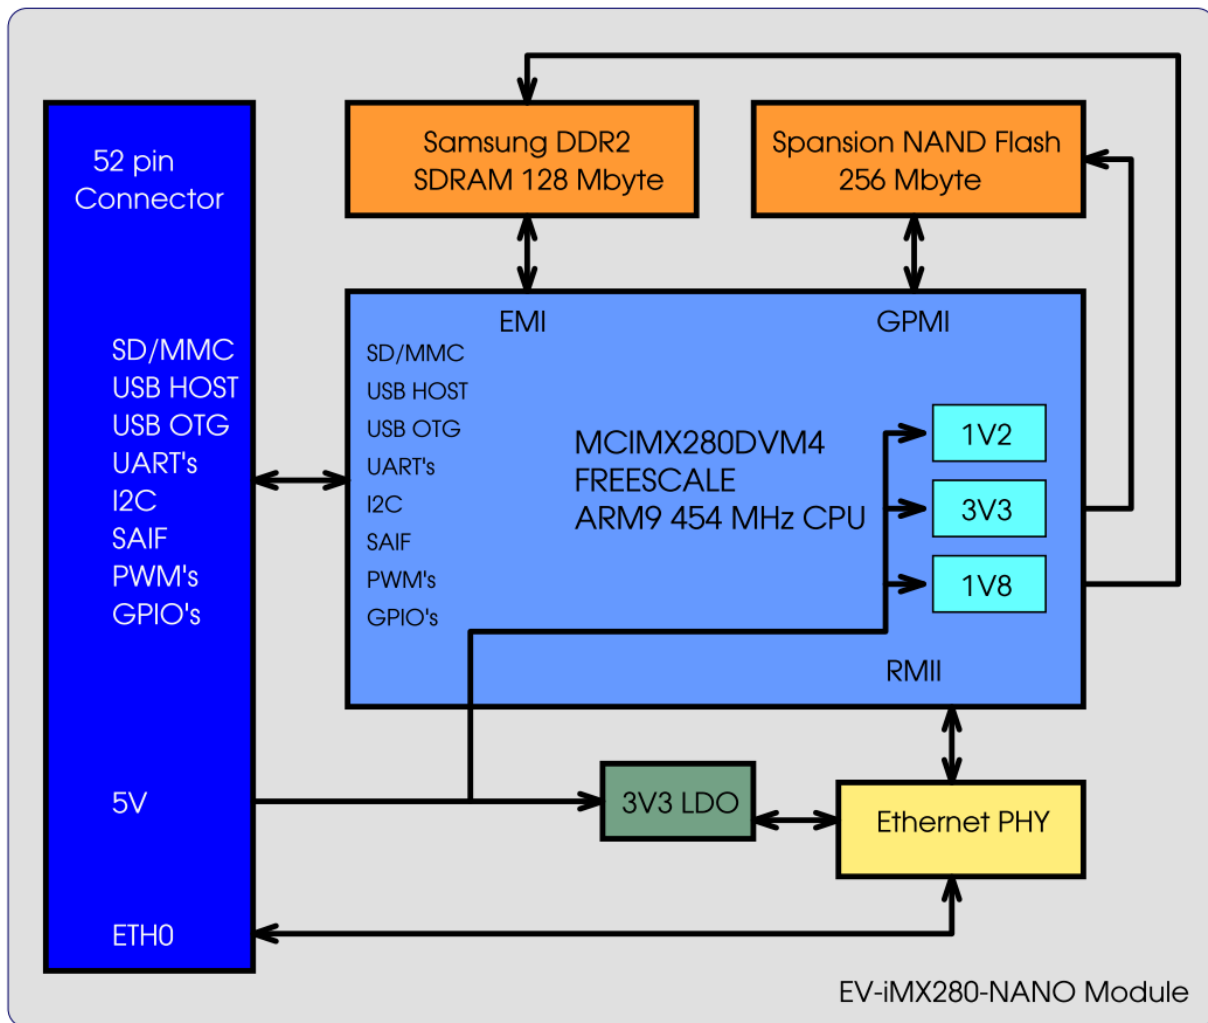 52 pin
Connector
SD/MMC
USB HOST
USB OTG
UART's
I2C
SAIF
PWM's
GPIO's
5V
ETH0
Samsung DDR2
SDRAM 128 Mbyte
Spansion NAND Flash
256 Mbyte
EMI
GPMI
SD/MMC
USB HOST
USB OTG
UART's
I2C
SAIF
PWM's
GPIO's
MCIMX280DVM4
FREESCALE
ARM9 454 MHz CPU
1V2
3V3
1V8
RMII
3V3 LDO
Ethernet PHY
EV-iMX280-NANO Module